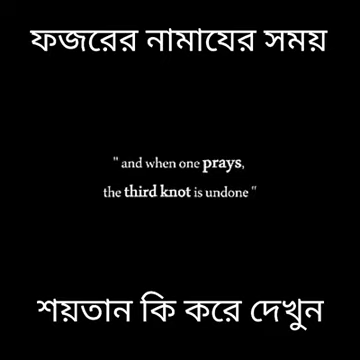 ফজরের নামাযের সময়
" and when one prays,
the third knot is undone "
শয়তান কি করে দেখুন